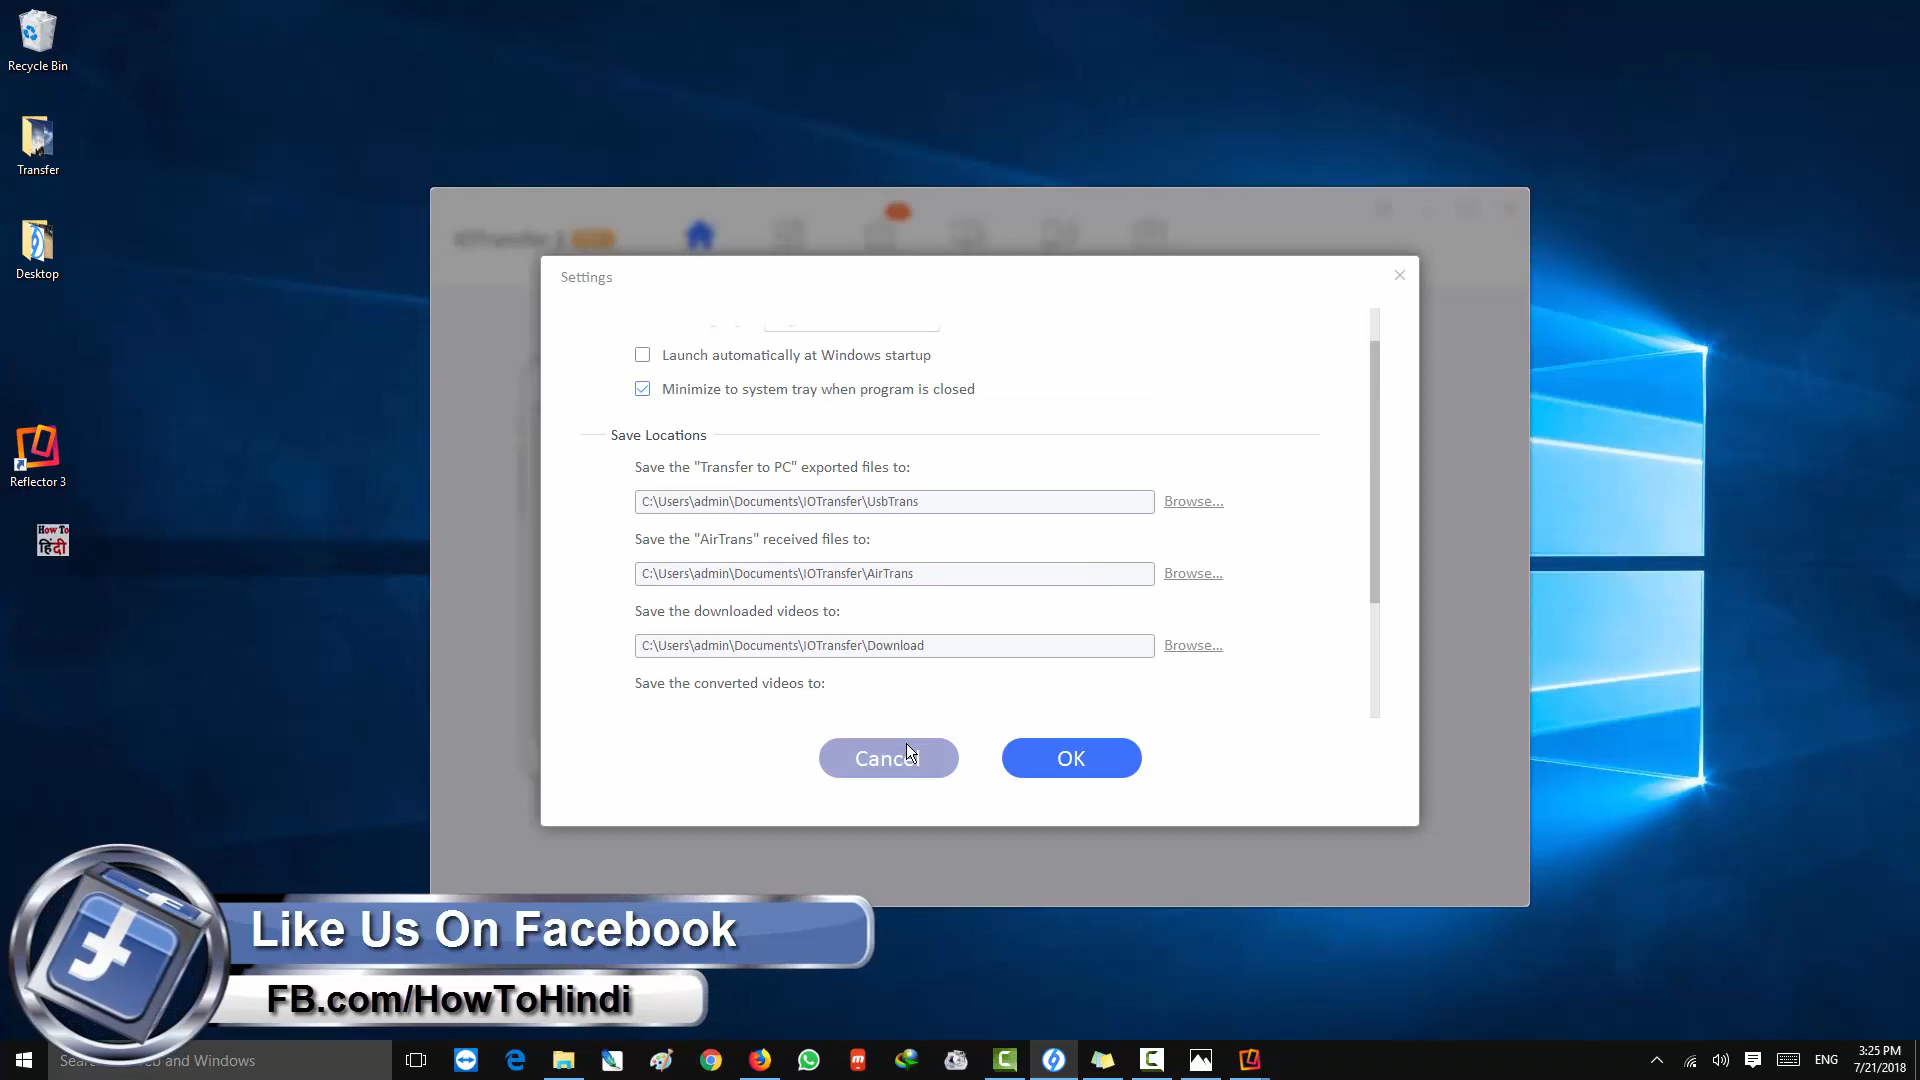 Recycle Bin
Transfer
Desktop
Reflector 3
How To
हिंदी
Settings
Launch automatically at Windows startup
Minimize to system tray when program is closed
Save Locations
Save the "Transfer to PC" exported files to:
C:\Users\admin\Documents\IOTransfer\UsbTrans
Browse...
Save the "AirTrans" received files to:
C:\Users\admin\Documents\IOTransfer\AirTrans
Browse...
Save the downloaded videos to:
C:\Users\admin\Documents\IOTransfer\Download
Browse...
Save the converted videos to:
Cancel
OK
Like Us On Facebook
FB.com/HowToHindi
and Windows
ENG
3:25 PM
7/21/2018